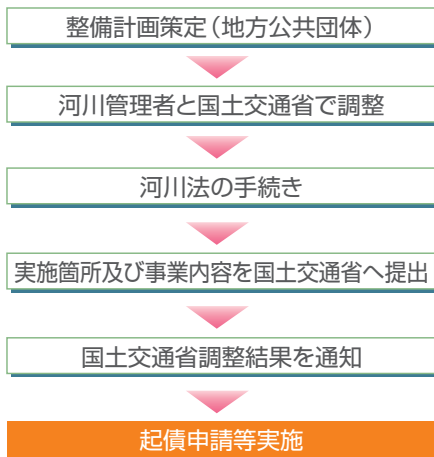 整備計画策定（地方公共団体）
河川管理者と国土交通省で調整
河川法の手続き
実施箇所及び事業内容を国土交通省へ提出
国土交通省調整結果を通知
起債申請等実施